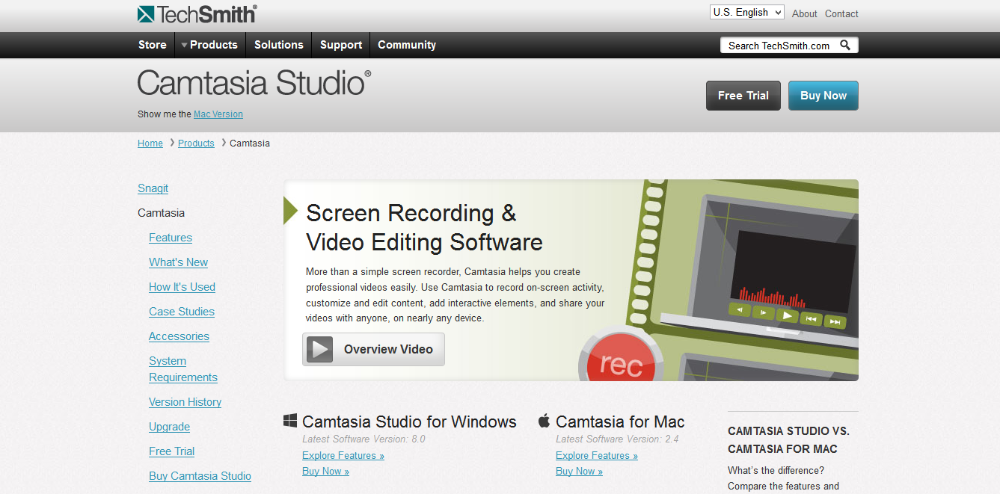 TechSmith®
U.S. English
About
Contact
Store
Products
Solutions
Support
Community
Search TechSmith.com
Camtasia Studio®
Show me the Mac Version
Free Trial
Buy Now
Home
Products
Camtasia
Snagit
Camtasia
Features
What's New
How It's Used
Case Studies
Accessories
System
Requirements
Version History
Upgrade
Free Trial
Buy Camtasia Studio
Screen Recording &
Video Editing Software
More than a simple screen recorder, Camtasia helps you create
professional videos easily. Use Camtasia to record on-screen activity,
customize and edit content, add interactive elements, and share your
videos with anyone, on nearly any device.
Overview Video
rec
Camtasia Studio for Windows
Latest Software Version: 8.0
Explore Features »
Buy Now »
Camtasia for Mac
Latest Software Version: 2.4
Explore Features »
Buy Now »
CAMTASIA STUDIO VS.
CAMTASIA FOR MAC
What's the difference?
Compare the features and